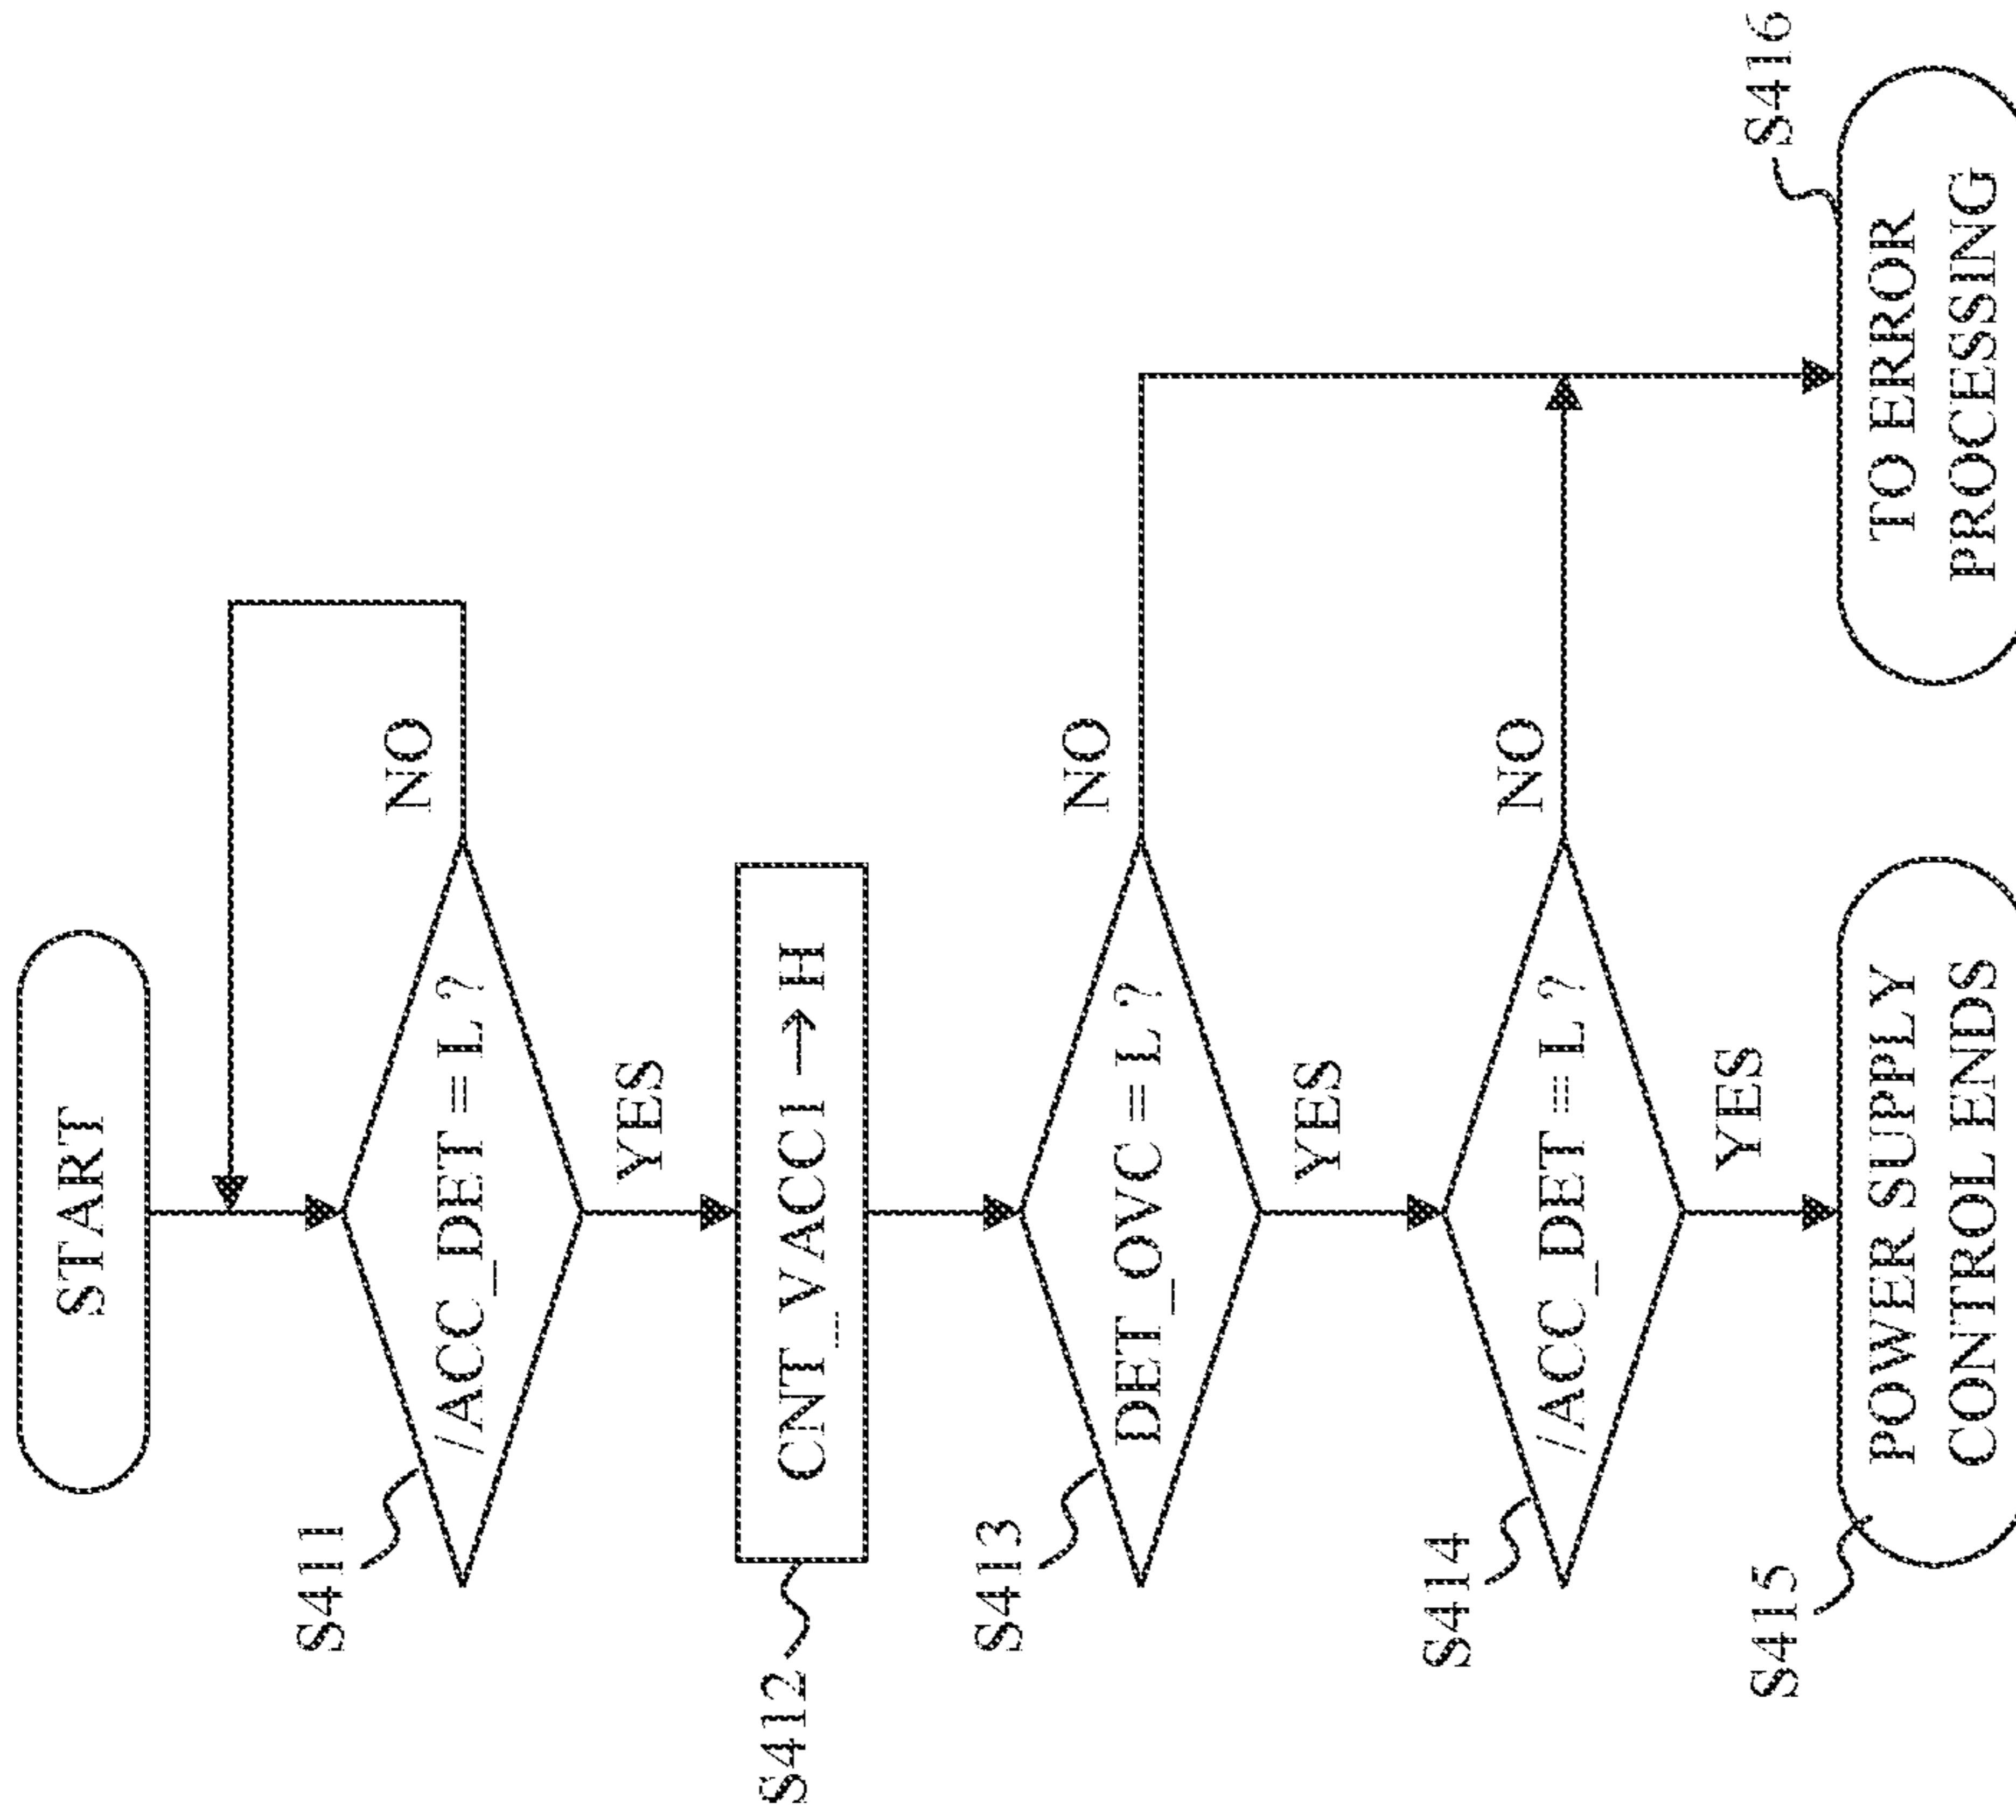 START
S411
/ACC_DET = L ?
NO
YES
S412
CNT_VACC1 → H
S413
DET_OVC = L ?
NO
YES
S414
/ACC_DET = L ?
NO
YES
S415
POWER SUPPLY
CONTROL ENDS
S416
TO ERROR
PROCESSING